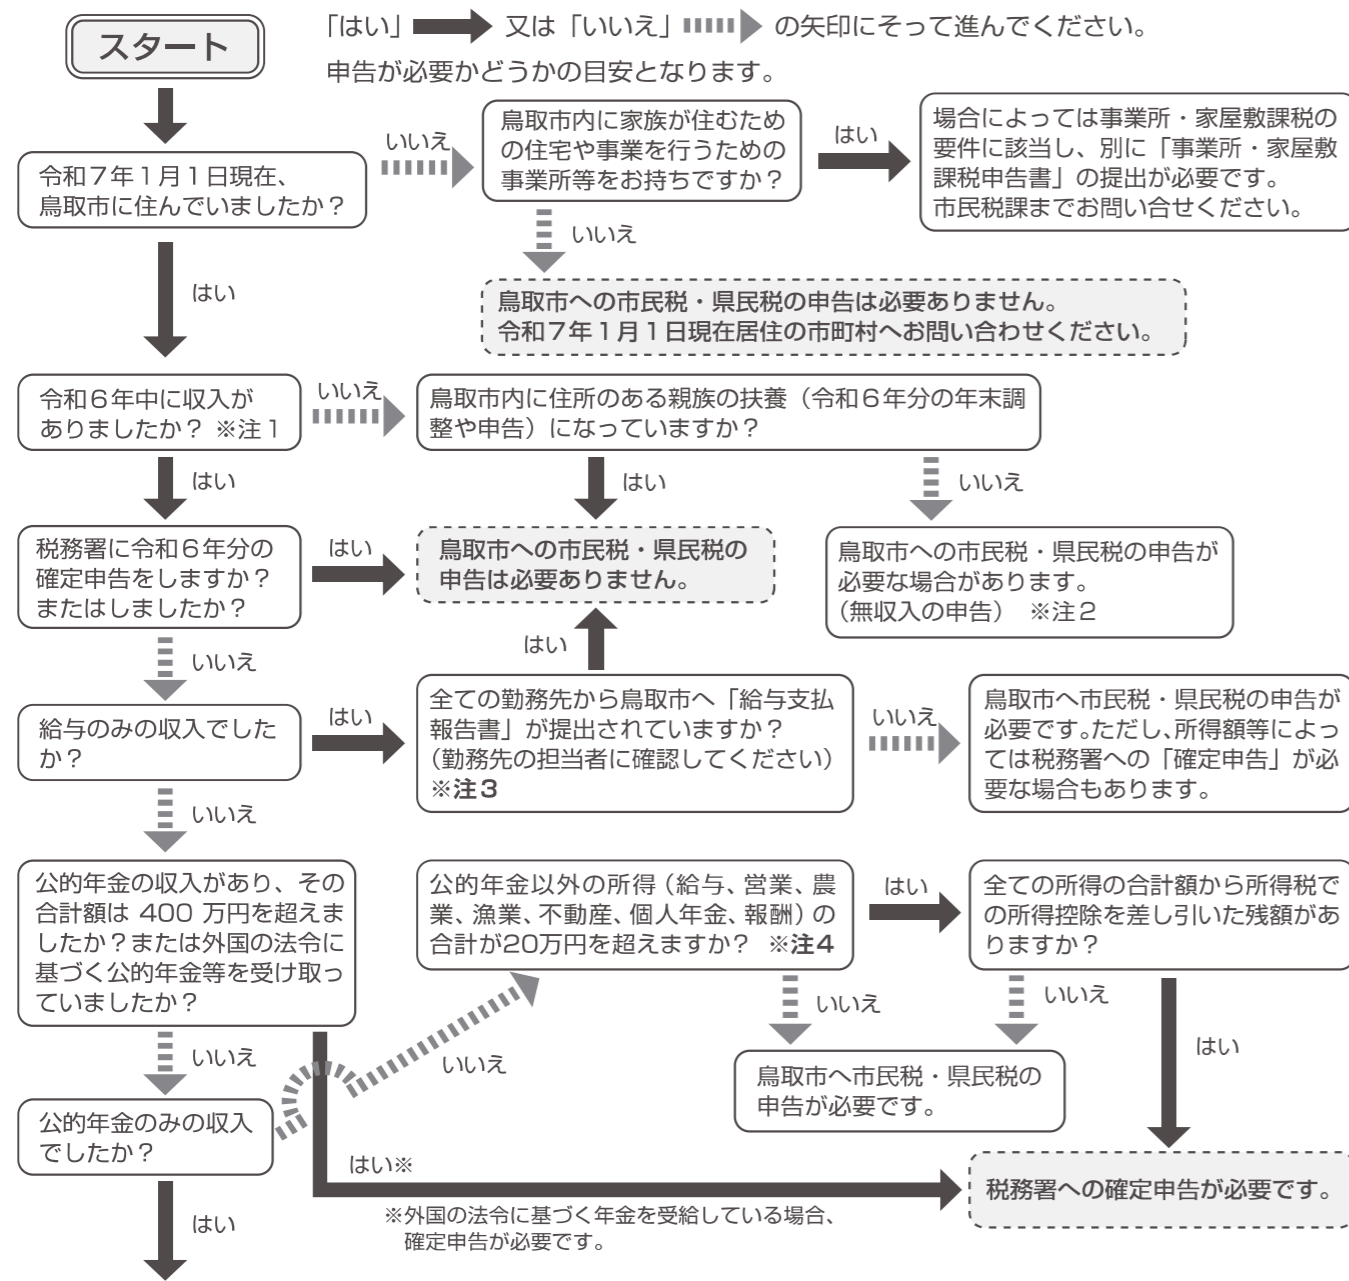 スタート
「はい」 又は「いいえ」 の矢印にそって進んでください。
申告が必要かどうかの目安となります。
令和7年1月1日現在、
鳥取市に住んでいましたか？
いいえ
鳥取市内に家族が住むため
の住宅や事業を行うための
事業所等をお持ちですか？
はい
場合によっては事業所・家屋敷課税の
要件に該当し、別に「事業所・家屋敷
課税申告書」の提出が必要です。
市民税課までお問い合せください。
いいえ
鳥取市への市民税・県民税の申告は必要ありません。
令和7年1月1日現在居住の市町村へお問い合わせください。
はい
令和6年中に収入が
ありましたか？ ※注1
いいえ
鳥取市内に住所のある親族の扶養（令和6年分の年末調
整や申告）になっていますか？
はい
はい
いいえ
税務署に令和6年分の
確定申告をしますか？
またはしましたか？
はい
鳥取市への市民税・県民税の
申告は必要ありません。
鳥取市への市民税・県民税の申告が
必要な場合があります。
（無収入の申告） ※注2
いいえ
はい
給与のみの収入でした
か？
はい
全ての勤務先から鳥取市へ「給与支払
報告書」が提出されていますか？
（勤務先の担当者に確認してください）
※注3
いいえ
鳥取市へ市民税・県民税の申告が
必要です。ただし、所得額等によっ
ては税務署への「確定申告」が必
要な場合もあります。
いいえ
公的年金の収入があり、その
合計額は 400 万円を超えま
したか？または外国の法令に
基づく公的年金等を受け取っ
ていましたか？
公的年金以外の所得（給与、営業、農
業、漁業、不動産、個人年金、報酬）の
合計が20万円を超えますか？ ※注4
はい
全ての所得の合計額から所得税で
の所得控除を差し引いた残額があ
りますか？
いいえ
いいえ
いいえ
いいえ
はい
鳥取市へ市民税・県民税の
申告が必要です。
公的年金のみの収入
でしたか？
はい※
税務署への確定申告が必要です。
※外国の法令に基づく年金を受給している場合、
確定申告が必要です。
はい